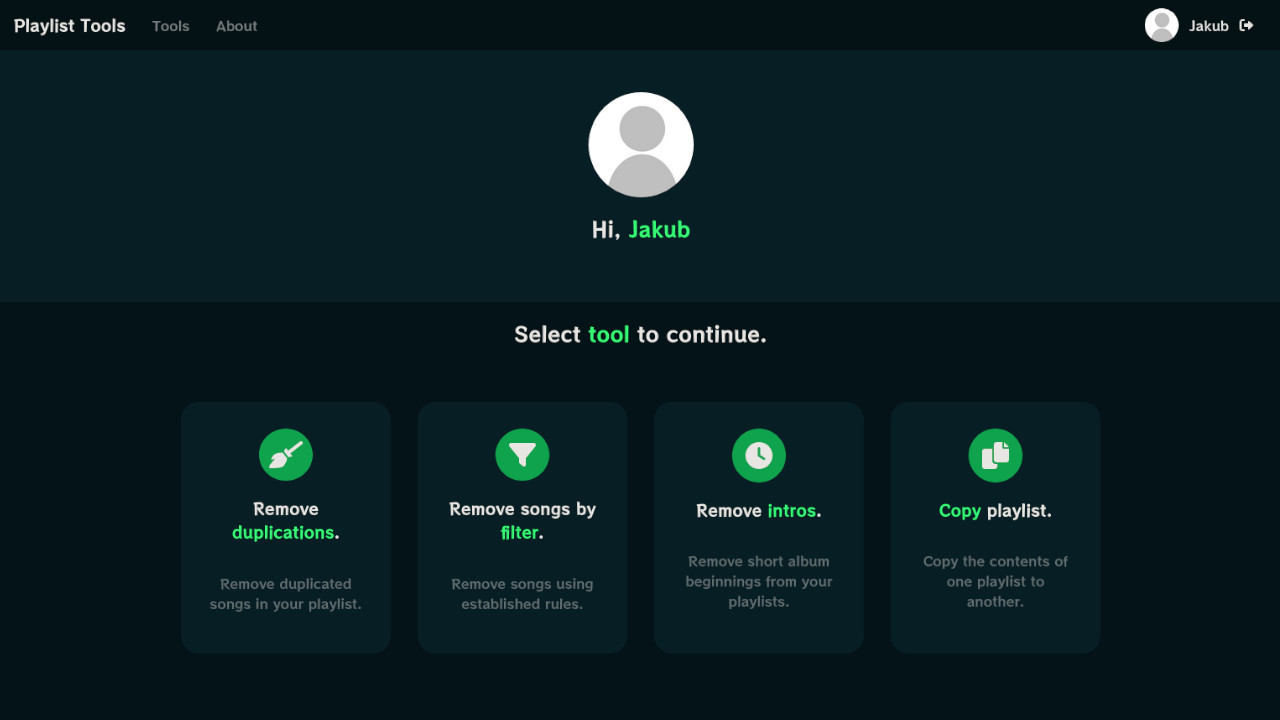 Playlist Tools Tools About Jakub
Hi, Jakub
Select tool to continue.
Remove
duplications.
Remove duplicated
songs in your playlist.
Remove songs by
filter.
Remove songs using
established rules.
Remove intros.
Remove short album
beginnings from your
playlists.
Copy playlist.
Copy the contents of
one playlist to
another.